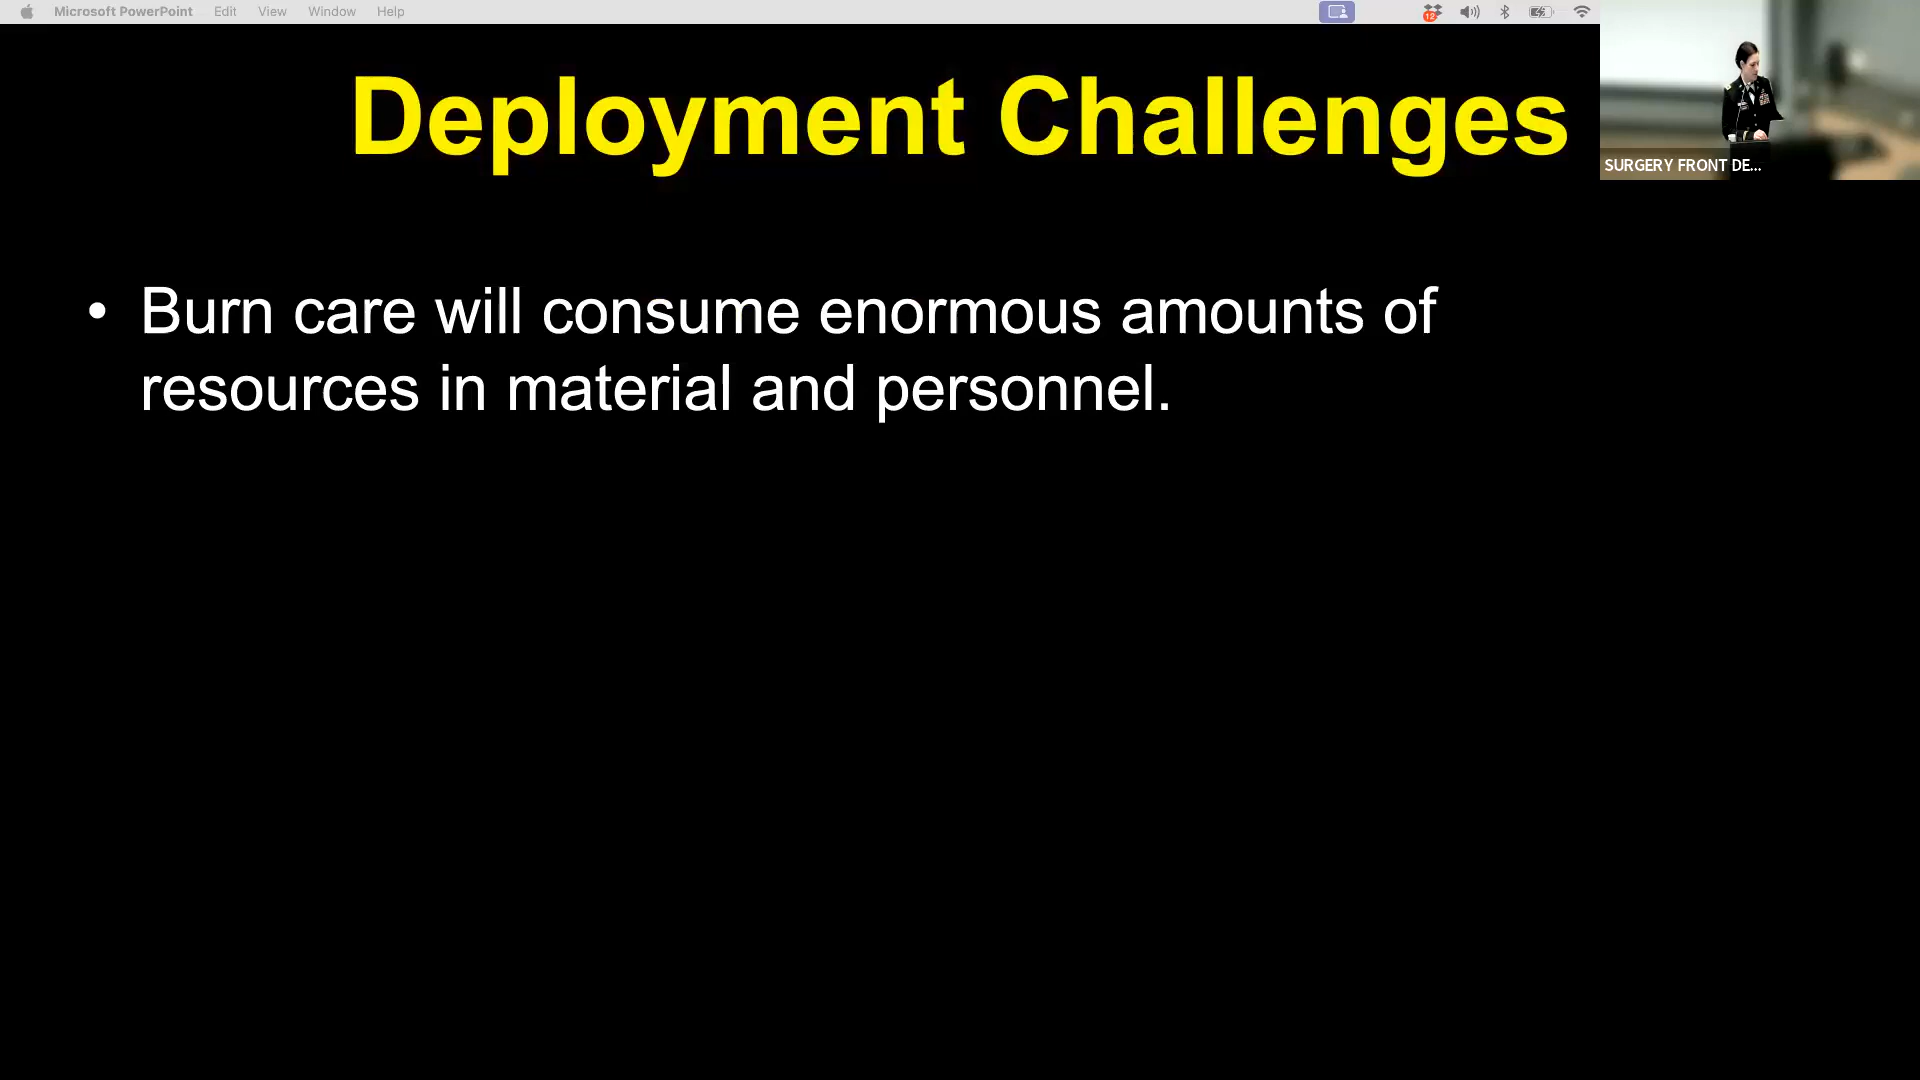 Microsoft PowerPoint Edit View Window Help
12
Deployment Challenges
SURGERY FRONT DE...
• Burn care will consume enormous amounts of
resources in material and personnel.